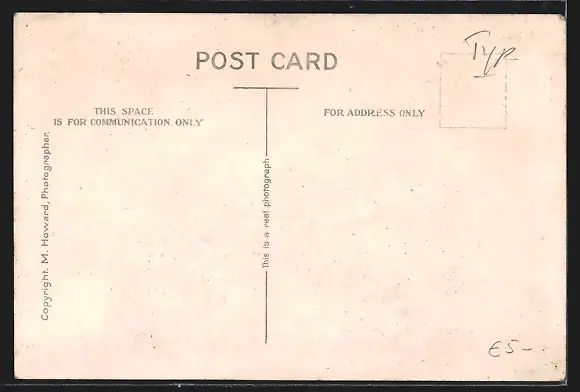 POST CARD
Typ
THIS SPACE
IS FOR COMMUNICATION ONLY
FOR ADDRESS ONLY
Copyright. M. Howard, Photographer.
This is a real photograph
€5-